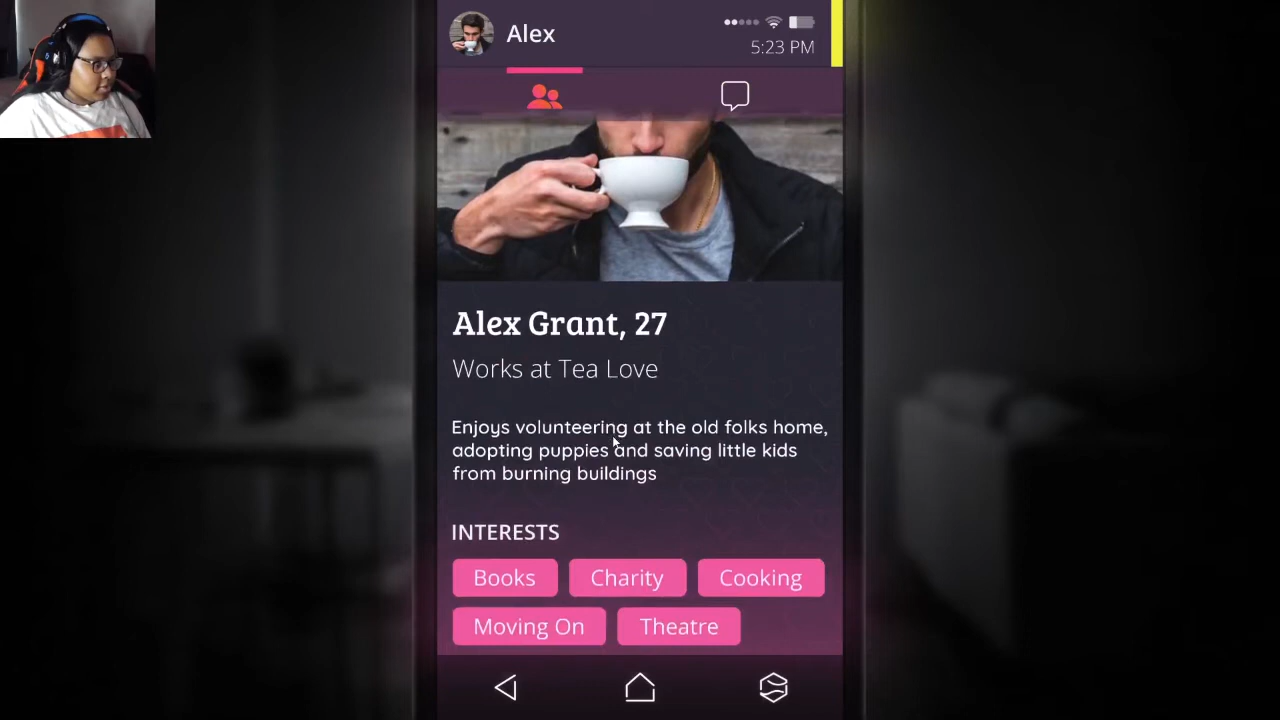 Alex
5:23 PM
Alex Grant, 27
Works at Tea Love
Enjoys volunteering at the old folks home,
adopting puppies and saving little kids
from burning buildings
INTERESTS
Books
Charity
Cooking
Moving On
Theatre